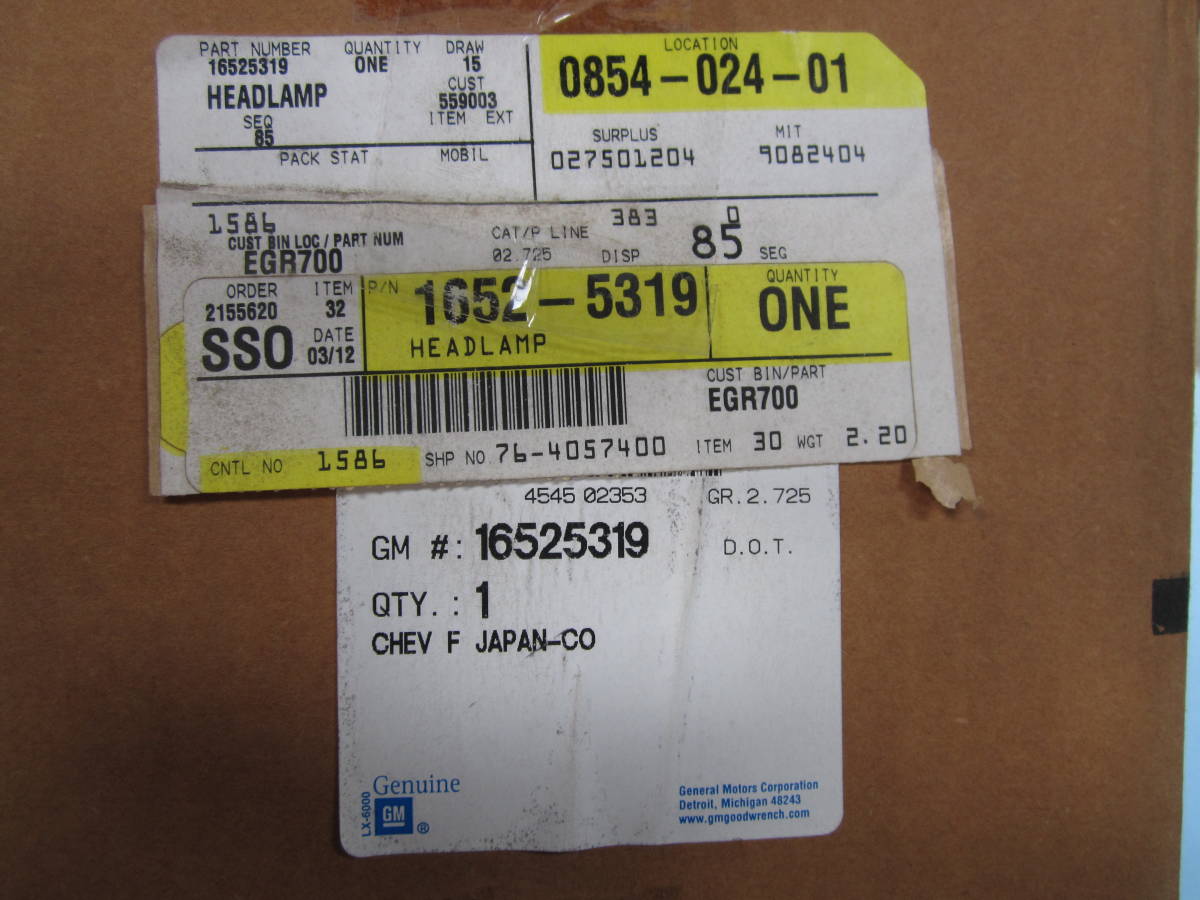 PART NUMBER QUANTITY DRAW
16525319 ONE 15
HEADLAMP CUST
559003
SEQ ITEM EXT
85
PACK STAT MOBIL
LOCATION
0854-024-01
SURPLUS MIT
027501204 9082404
1586 383 0
CUST BIN LOC / PART NUM CAT/P LINE 85 SEG
EGR700 02.725 DISP
ORDER ITEM P/N 1652-5319 QUANTITY
2155620 32 ONE
SSO DATE HEADLAMP
03/12
CUST BIN/PART
EGR700
CNTL NO 1586 SHP NO. 76-4057400 ITEM 30 WGT 2.20
4545 02353 GR.2.725
GM #: 16525319 D.O.T.
QTY. : 1
CHEV F JAPAN-CO
LX-6000
Genuine
GM ®
General Motors Corporation
Detroit, Michigan 48243
www.gmgoodwrench.com